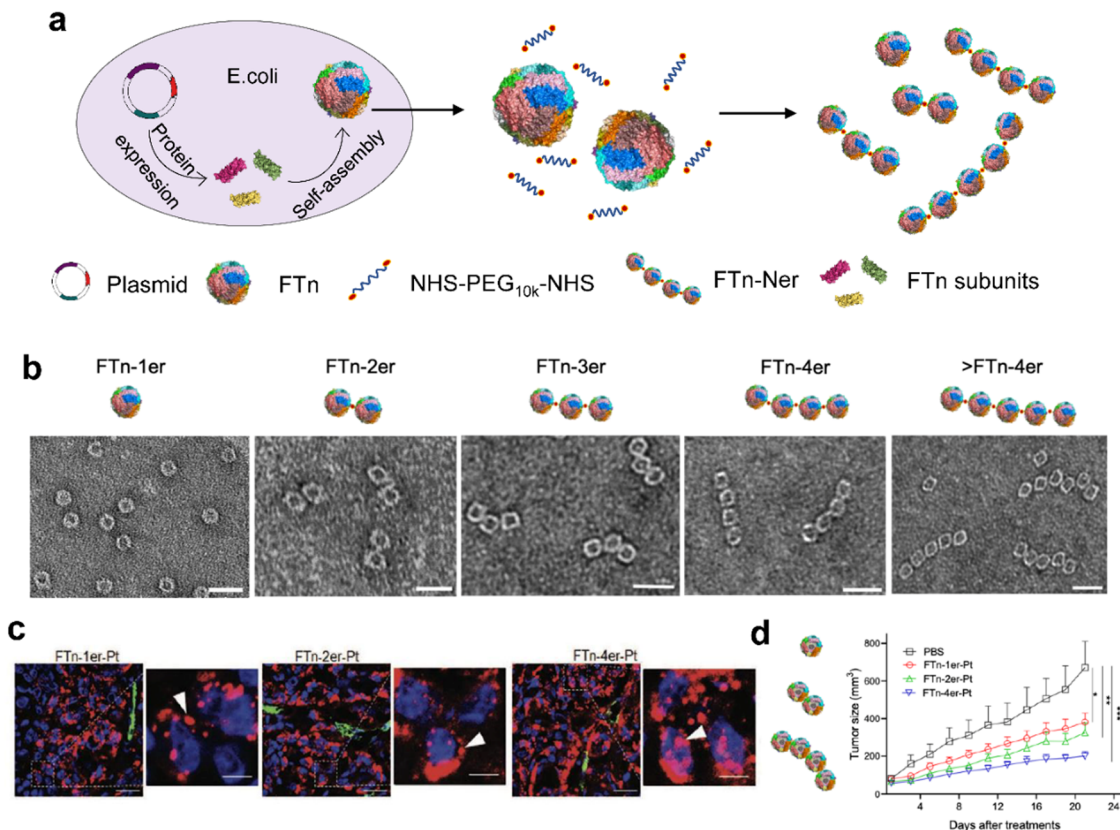 a
E.coli
Protein
expression
Self-assembly
Plasmid
FTn
NHS-PEG10k-NHS
FTn-Ner
FTn subunits
b
FTn-1er
FTn-2er
FTn-3er
FTn-4er
>FTn-4er
c
FTn-1er-Pt
FTn-2er-Pt
FTn-4er-Pt
d
800
600
400
200
0
Tumor size (mm³)
PBS
FTn-1er-Pt
FTn-2er-Pt
FTn-4er-Pt
*
**
***
4 8 12 16 20 24
Days after treatments